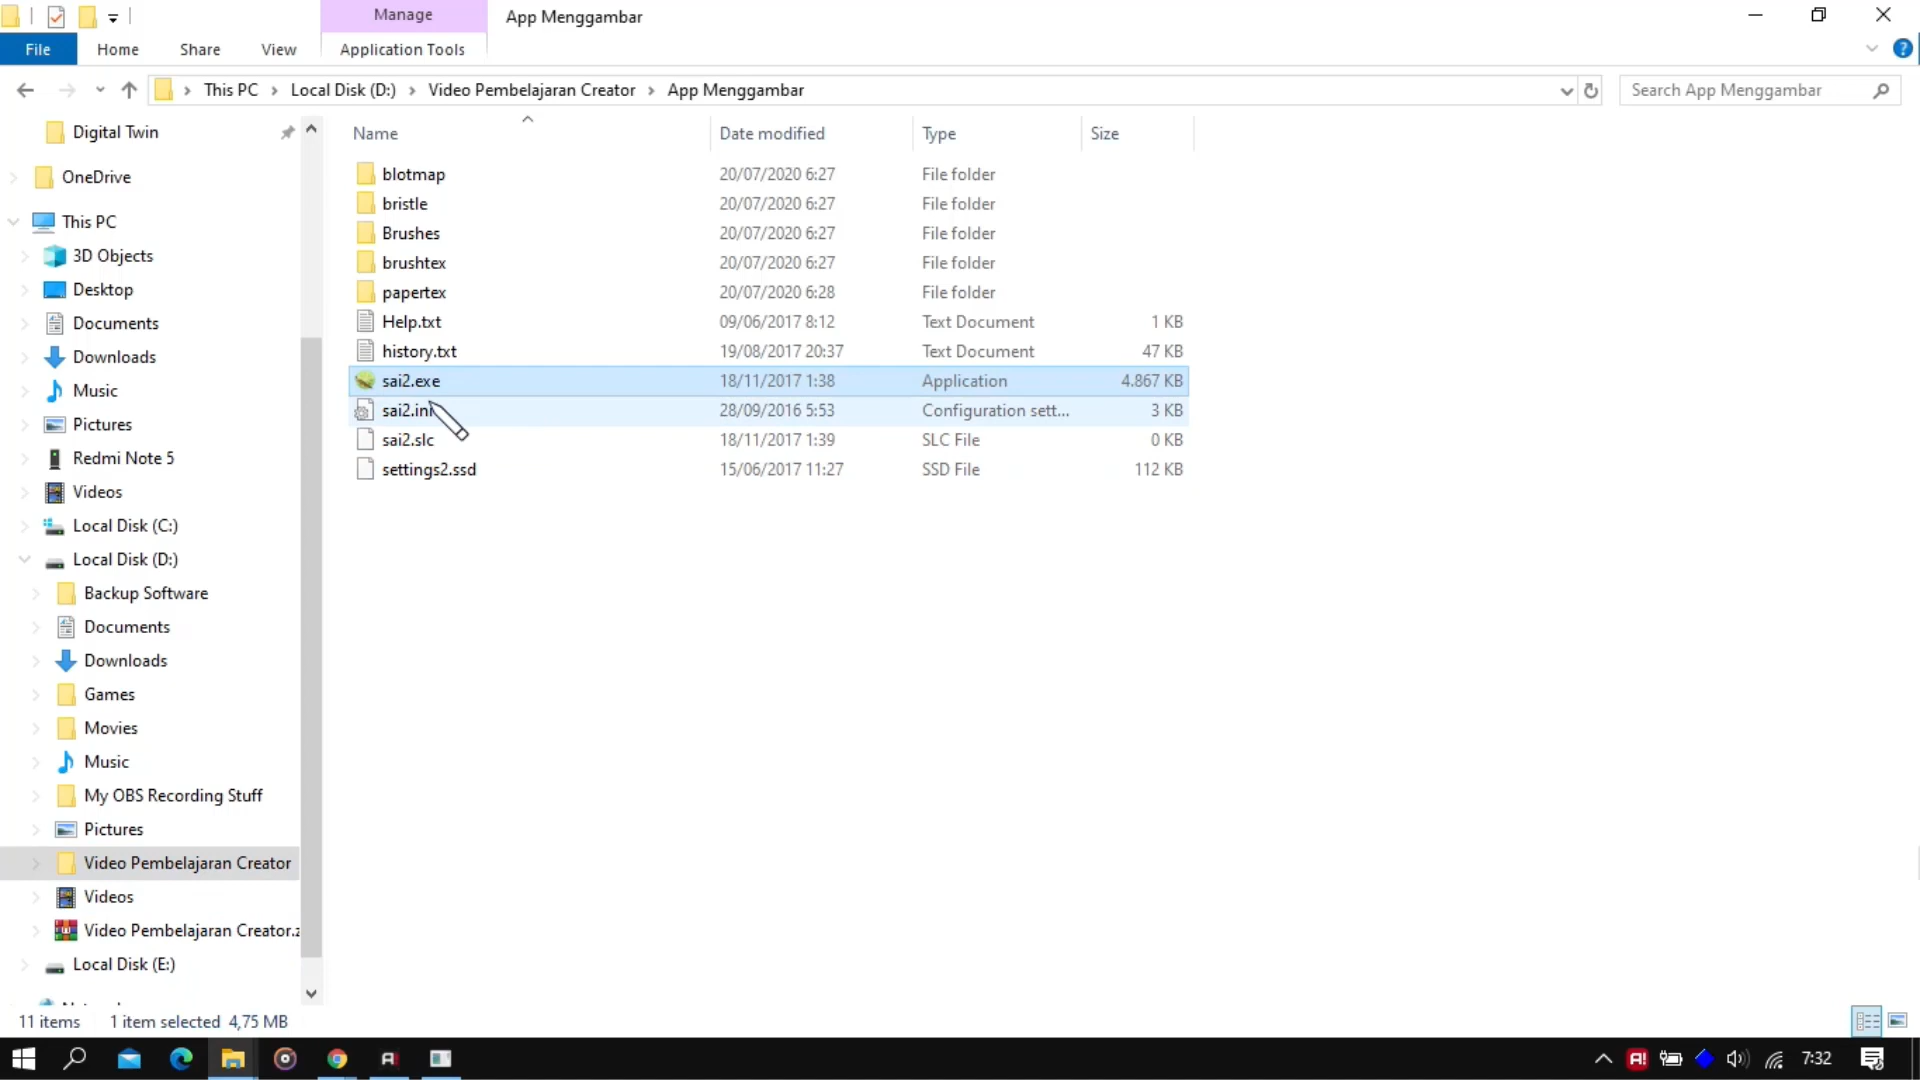 Manage
App Menggambar
File
Home
Share
View
Application Tools
This PC
Local Disk (D:)
Video Pembelajaran Creator
App Menggambar
Search App Menggambar
Name
Date modified
Type
Size
Digital Twin
OneDrive
This PC
3D Objects
Desktop
Documents
Downloads
Music
Pictures
Redmi Note 5
Videos
Local Disk (C:)
Local Disk (D:)
Backup Software
Documents
Downloads
Games
Movies
Music
My OBS Recording Stuff
Pictures
Video Pembelajaran Creator
Videos
Video Pembelajaran Creator.z
Local Disk (E:)
blotmap 20/07/2020 6:27 File folder
bristle 20/07/2020 6:27 File folder
Brushes 20/07/2020 6:27 File folder
brushtex 20/07/2020 6:27 File folder
papertex 20/07/2020 6:28 File folder
Help.txt 09/06/2017 8:12 Text Document 1 KB
history.txt 19/08/2017 20:37 Text Document 47 KB
sai2.exe 18/11/2017 1:38 Application 4.867 KB
sai2.ini 28/09/2016 5:53 Configuration sett... 3 KB
sai2.slc 18/11/2017 1:39 SLC File 0 KB
settings2.ssd 15/06/2017 11:27 SSD File 112 KB
11 items 1 item selected 4,75 MB
7:32